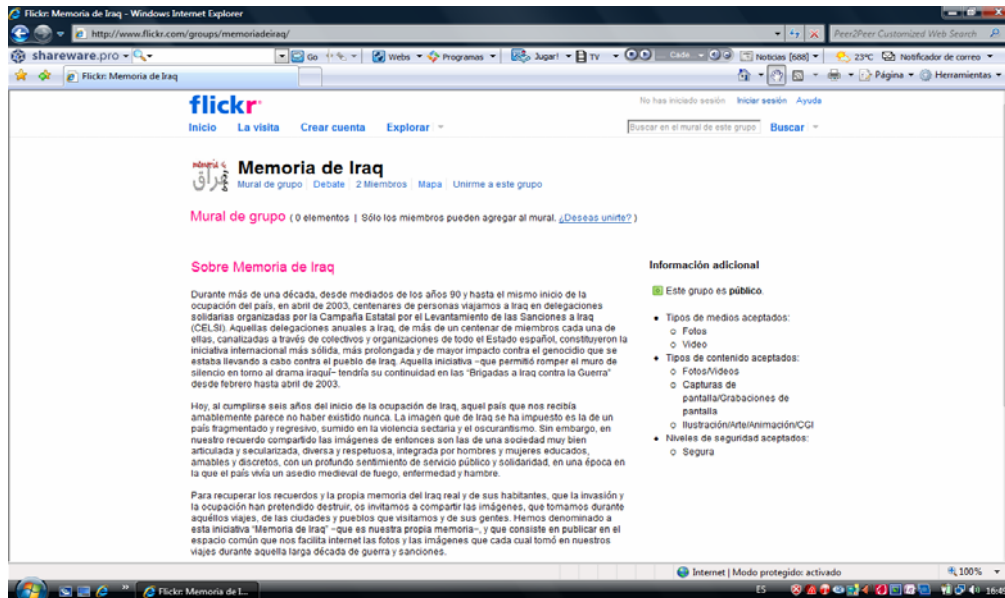 Flickr: Memoria de Iraq - Windows Internet Explorer
http://www.flickr.com/groups/memoriadeiraq/
Peer2Peer Customized Web Search
shareware.pro
Go
Webs
Programas
Jugar!
TV
Noticias [688]
23ºC
Notificador de correo
Flickr: Memoria de Iraq
Página
Herramientas
flickr
No has iniciado sesión Iniciar sesión Ayuda
Inicio La visita Crear cuenta Explorar
Buscar en el mural de este grupo
Buscar
عراق
Memoria de Iraq
Mural de grupo | Debate | 2 Miembros | Mapa | Unirme a este grupo
Mural de grupo ( 0 elementos | Sólo los miembros pueden agregar al mural. ¿Deseas unirte? )
Sobre Memoria de Iraq
Durante más de una década, desde mediados de los años 90 y hasta el mismo inicio de la
ocupación del país, en abril de 2003, centenares de personas viajamos a Iraq en delegaciones
solidarias organizadas por la Campaña Estatal por el Levantamiento de las Sanciones a Iraq
(CELSI). Aquellas delegaciones anuales a Iraq, de más de un centenar de miembros cada una de
ellas, canalizadas a través de colectivos y organizaciones de todo el Estado español, constituyeron la
iniciativa internacional más sólida, más prolongada y de mayor impacto contra el genocidio que se
estaba llevando a cabo contra el pueblo de Iraq. Aquella iniciativa –que permitió romper el muro de
silencio en torno al drama iraquí– tendría su continuidad en las "Brigadas a Iraq contra la Guerra"
desde febrero hasta abril de 2003.
Hoy, al cumplirse seis años del inicio de la ocupación de Iraq, aquel país que nos recibía
amablemente parece no haber existido nunca. La imagen que de Iraq se ha impuesto es la de un
país fragmentado y regresivo, sumido en la violencia sectaria y el oscurantismo. Sin embargo, en
nuestro recuerdo compartido las imágenes de entonces son las de una sociedad muy bien
articulada y secularizada, diversa y respetuosa, integrada por hombres y mujeres educados,
amables y discretos, con un profundo sentimiento de servicio público y solidaridad, en una época en
la que el país vivía un asedio medieval de fuego, enfermedad y hambre.
Para recuperar los recuerdos y la propia memoria del Iraq real y de sus habitantes, que la invasión y
la ocupación han pretendido destruir, os invitamos a compartir las imágenes, que tomamos durante
aquéllos viajes, de las ciudades y pueblos que visitamos y de sus gentes. Hemos denominado a
esta iniciativa "Memoria de Iraq" –que es nuestra propia memoria–, y que consiste en publicar en el
espacio común que nos facilita internet las fotos y las imágenes que cada cual tomó en nuestros
viajes durante aquella larga década de guerra y sanciones.
Información adicional
Este grupo es público.
Tipos de medios aceptados:
Fotos
Video
Tipos de contenido aceptados:
Fotos/Videos
Capturas de
pantalla/Grabaciones de
pantalla
Ilustración/Arte/Animación/CGI
Niveles de seguridad aceptados:
Segura
Internet | Modo protegido: activado
100%
Flickr: Memoria de I...
ES